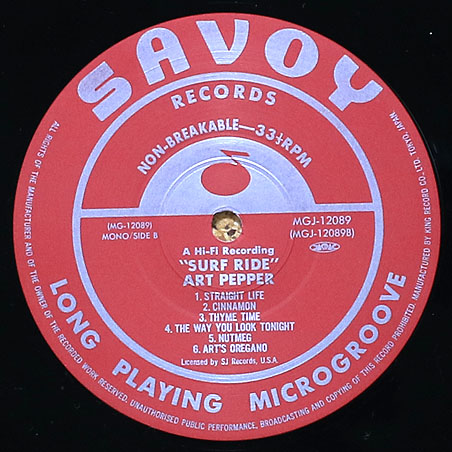 SAVOY
RECORDS
NON-BREAKABLE—33⅓RPM
(MG-12089)
MONO/SIDE B
MGJ-12089
(MGJ-12089B)
A Hi-Fi Recording
"SURF RIDE"
ART PEPPER
1. STRAIGHT LIFE
2. CINNAMON
3. THYME TIME
4. THE WAY YOU LOOK TONIGHT
5. NUTMEG
6. ART'S OREGANO
Licensed by SJ Records, U.S.A.
LONG PLAYING MICROGROOVE
ALL RIGHTS OF THE MANUFACTURER AND OF THE OWNER OF THE RECORDED WORK RESERVED. UNAUTHORISED PUBLIC PERFORMANCE, BROADCASTING AND COPYING OF THIS RECORD PROHIBITED. MANUFACTURED BY KING RECORD CO., LTD. TOKYO, JAPAN.